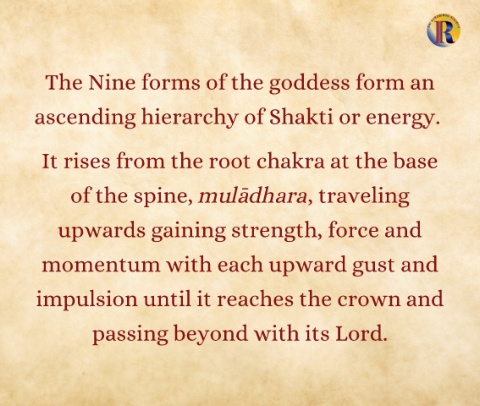 The Nine forms of the goddess form an
ascending hierarchy of Shakti or energy.
It rises from the root chakra at the base
of the spine, mulādhara, traveling
upwards gaining strength, force and
momentum with each upward gust and
impulsion until it reaches the crown and
passing beyond with its Lord.